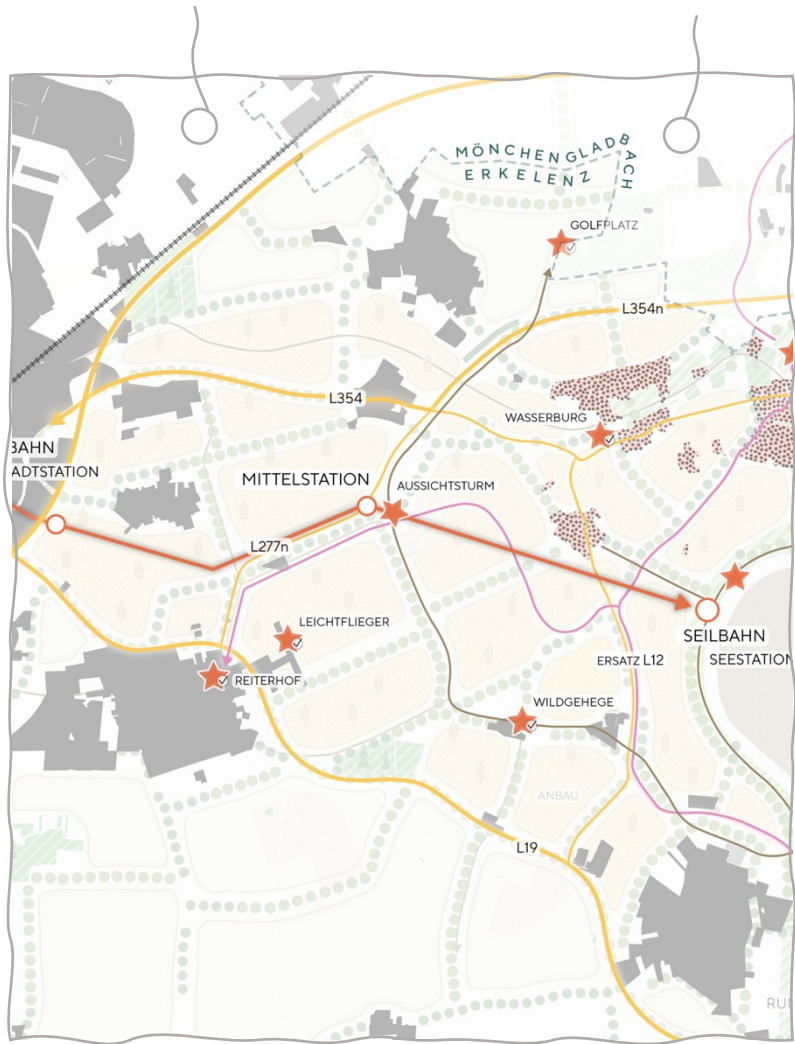 MÖNCHENGLADBACH
ERKELENZ
GOLFPLATZ
L354n
L354
WASSERBURG
BAHN
ADTSTATION
MITTELSTATION
AUSSICHTSTURM
L277n
LEICHTFLIEGER
REITERHOF
SEILBAHN
SEESTATION
ERSATZ L12
WILDGEHEGE
ANBAU
L19
RU